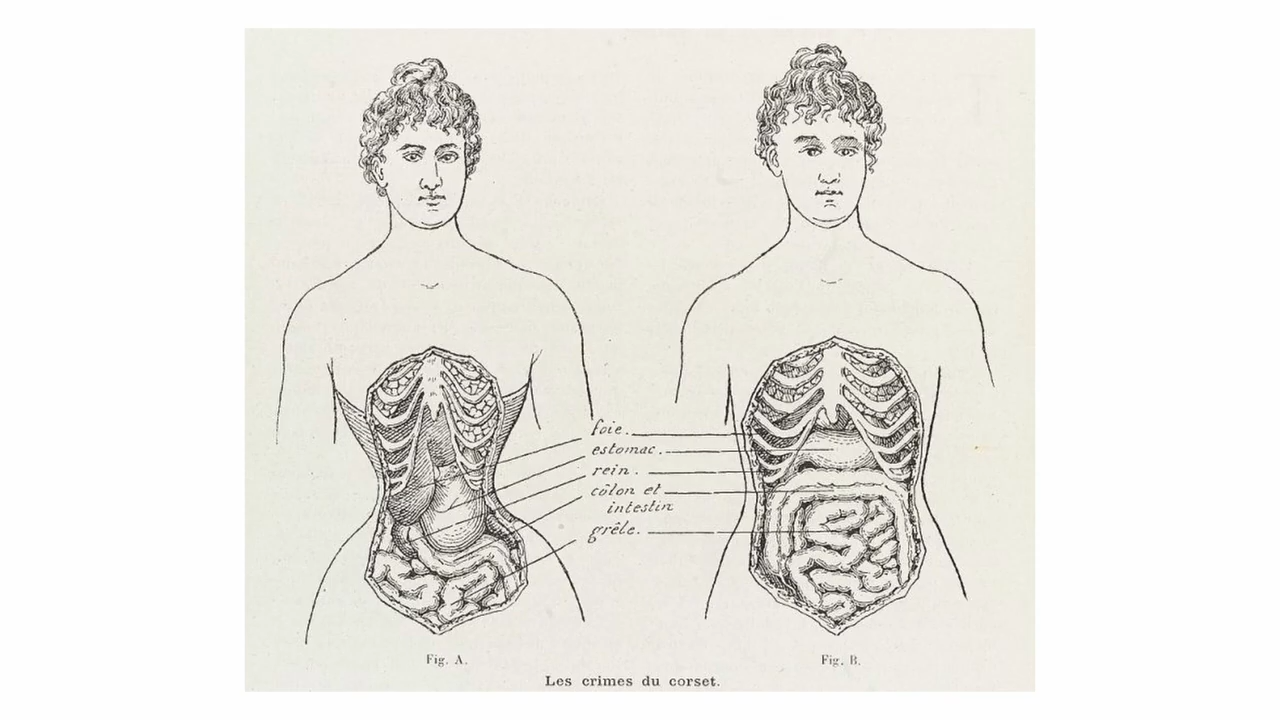 foie.
estomac.
rein.
côlon et
intestin
grêle.
Fig. A.
Fig. B.
Les crimes du corset.